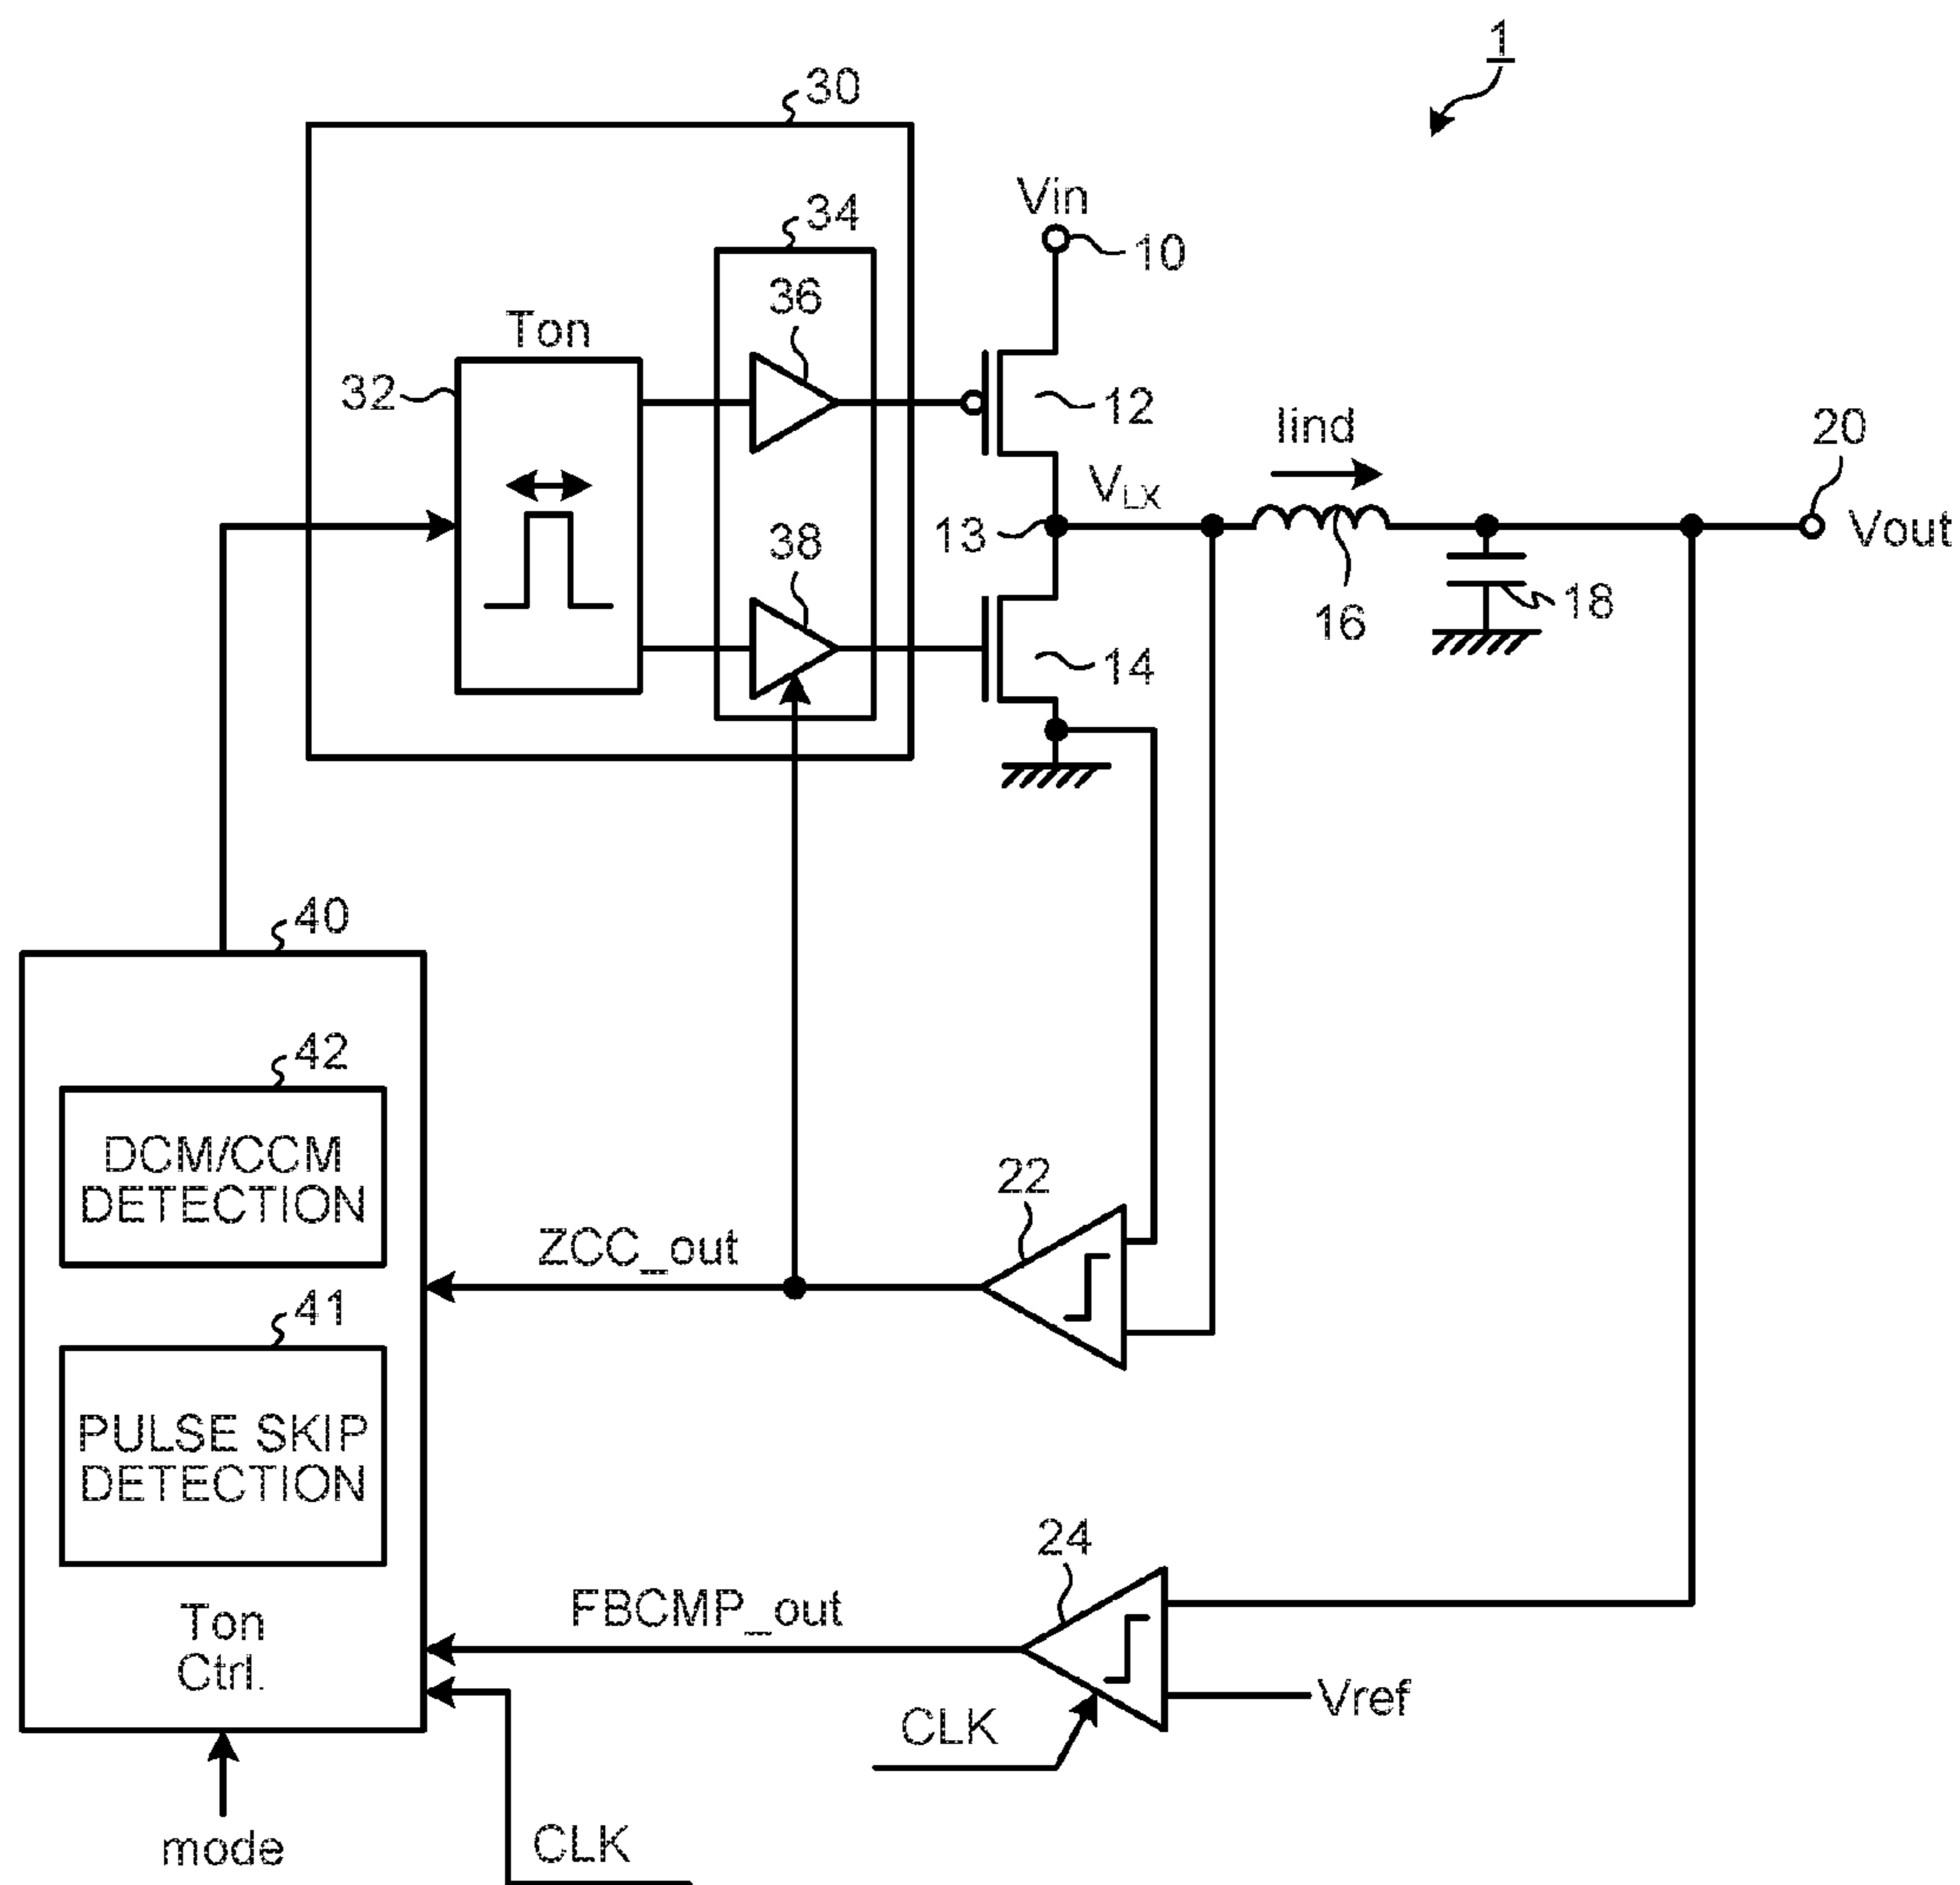 1
30
Vin
10
34
36
Ton
32
12
Iind
20
VLX
13
38
Vout
16
18
14
40
42
DCM/CCM
DETECTION
22
ZCC_out
41
PULSE SKIP
DETECTION
24
FBCMP_out
Ton
Ctrl.
Vref
CLK
mode
CLK